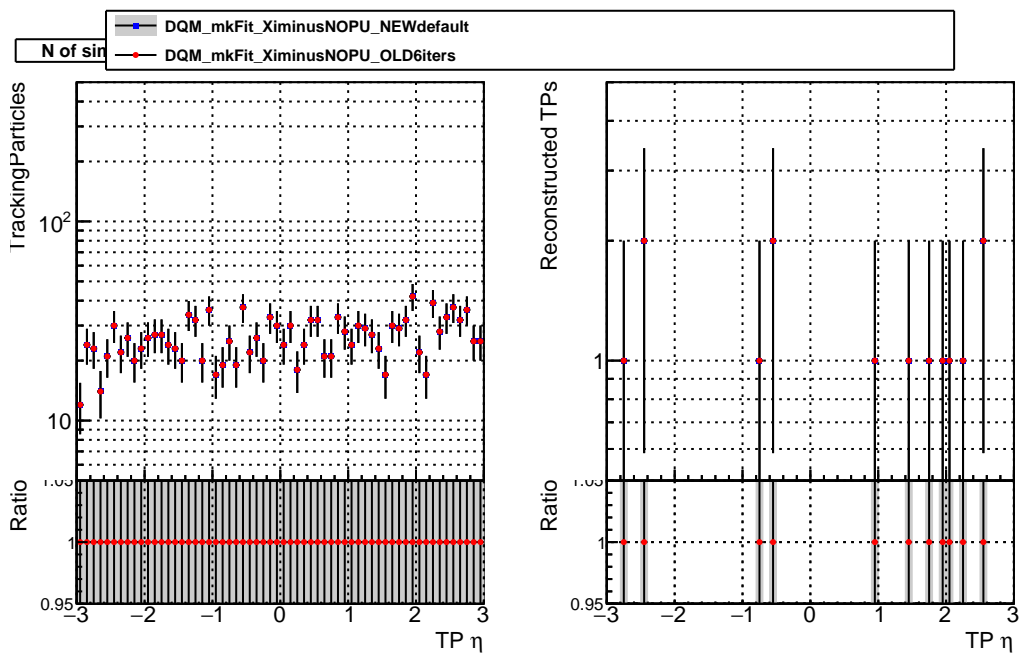 DQM_mkFit_XiminusNOPU_NEWdefault
N of sim
DQM_mkFit_XiminusNOPU_OLD6iters
TrackingParticles
10²
10
Ratio
1
0.95
−3 −2 −1 0 1 2 3
TP η
Reconstructed TPs
1
Ratio
1
0.95
−3 −2 −1 0 1 2 3
TP η